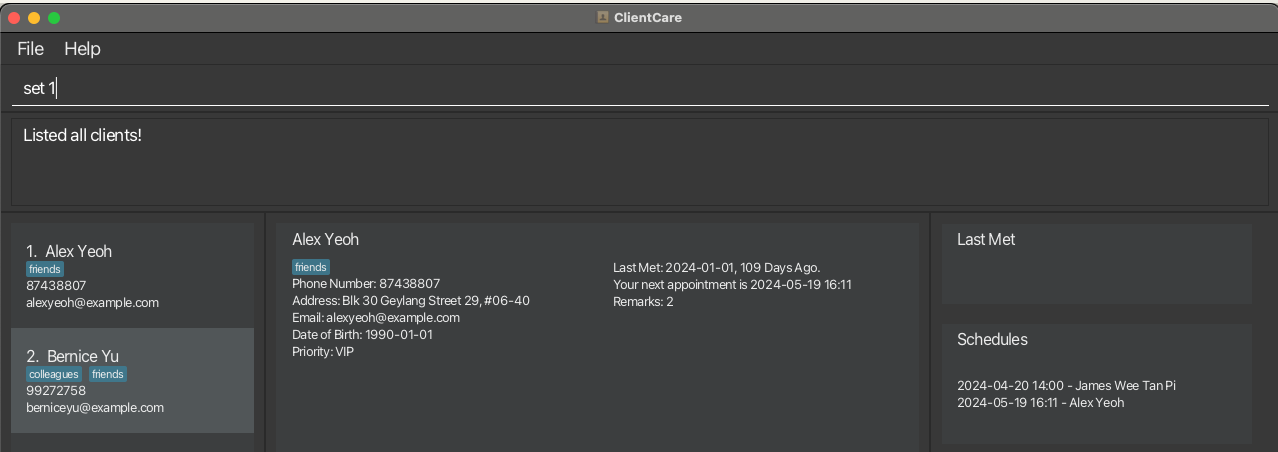 ClientCare
File Help
set 1
Listed all clients!
1. Alex Yeoh
friends
87438807
alexyeoh@example.com
2. Bernice Yu
colleagues friends
99272758
berniceyu@example.com
Alex Yeoh
friends
Phone Number: 87438807
Address: Blk 30 Geylang Street 29, #06-40
Email: alexyeoh@example.com
Date of Birth: 1990-01-01
Priority: VIP
Last Met: 2024-01-01, 109 Days Ago.
Your next appointment is 2024-05-19 16:11
Remarks: 2
Last Met
Schedules
2024-04-20 14:00 - James Wee Tan Pi
2024-05-19 16:11 - Alex Yeoh